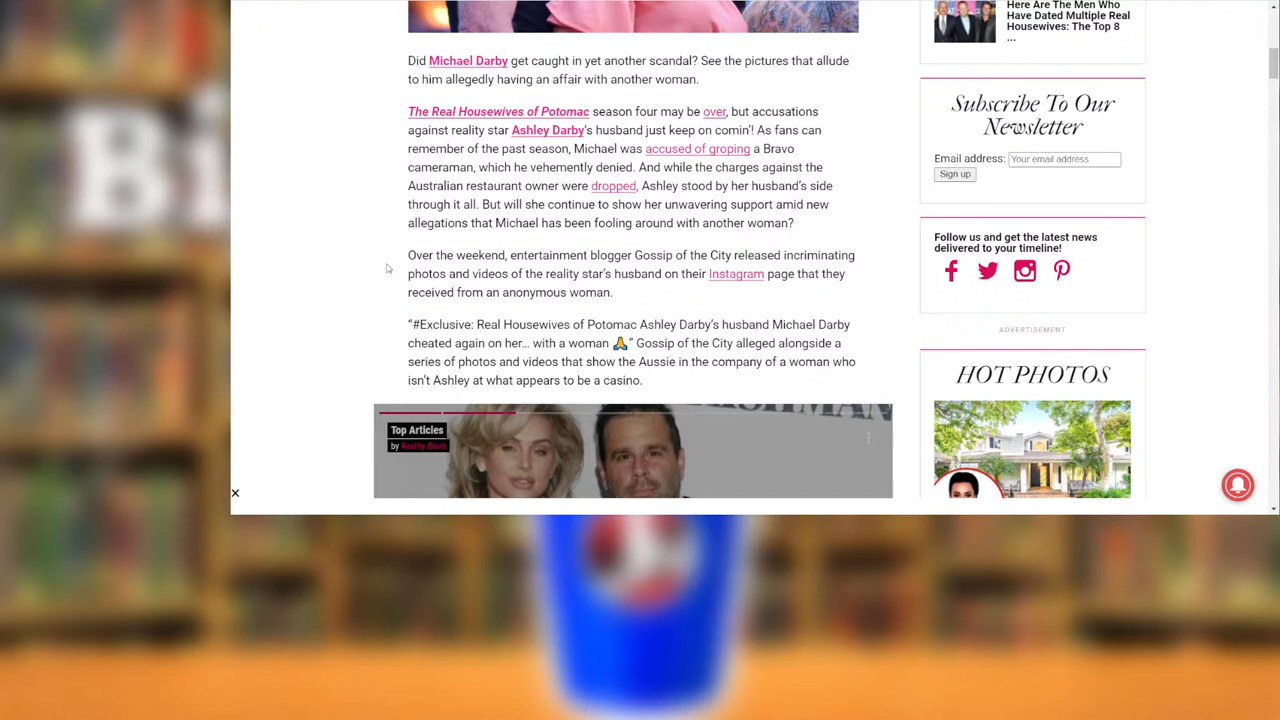 Here Are The Men Who
Have Dated Multiple Real
Housewives: The Top 8
...
Did Michael Darby get caught in yet another scandal? See the pictures that allude
to him allegedly having an affair with another woman.
The Real Housewives of Potomac season four may be over, but accusations
against reality star Ashley Darby's husband just keep on comin'! As fans can
remember of the past season, Michael was accused of groping a Bravo
cameraman, which he vehemently denied. And while the charges against the
Australian restaurant owner were dropped, Ashley stood by her husband's side
through it all. But will she continue to show her unwavering support amid new
allegations that Michael has been fooling around with another woman?
Over the weekend, entertainment blogger Gossip of the City released incriminating
photos and videos of the reality star's husband on their Instagram page that they
received from an anonymous woman.
“#Exclusive: Real Housewives of Potomac Ashley Darby's husband Michael Darby
cheated again on her… with a woman 🙏” Gossip of the City alleged alongside a
series of photos and videos that show the Aussie in the company of a woman who
isn't Ashley at what appears to be a casino.
Top Articles
by Reality Blurb
Subscribe To Our
Newsletter
Email address: Your email address
Sign up
Follow us and get the latest news
delivered to your timeline!
ADVERTISEMENT
HOT PHOTOS
Bi